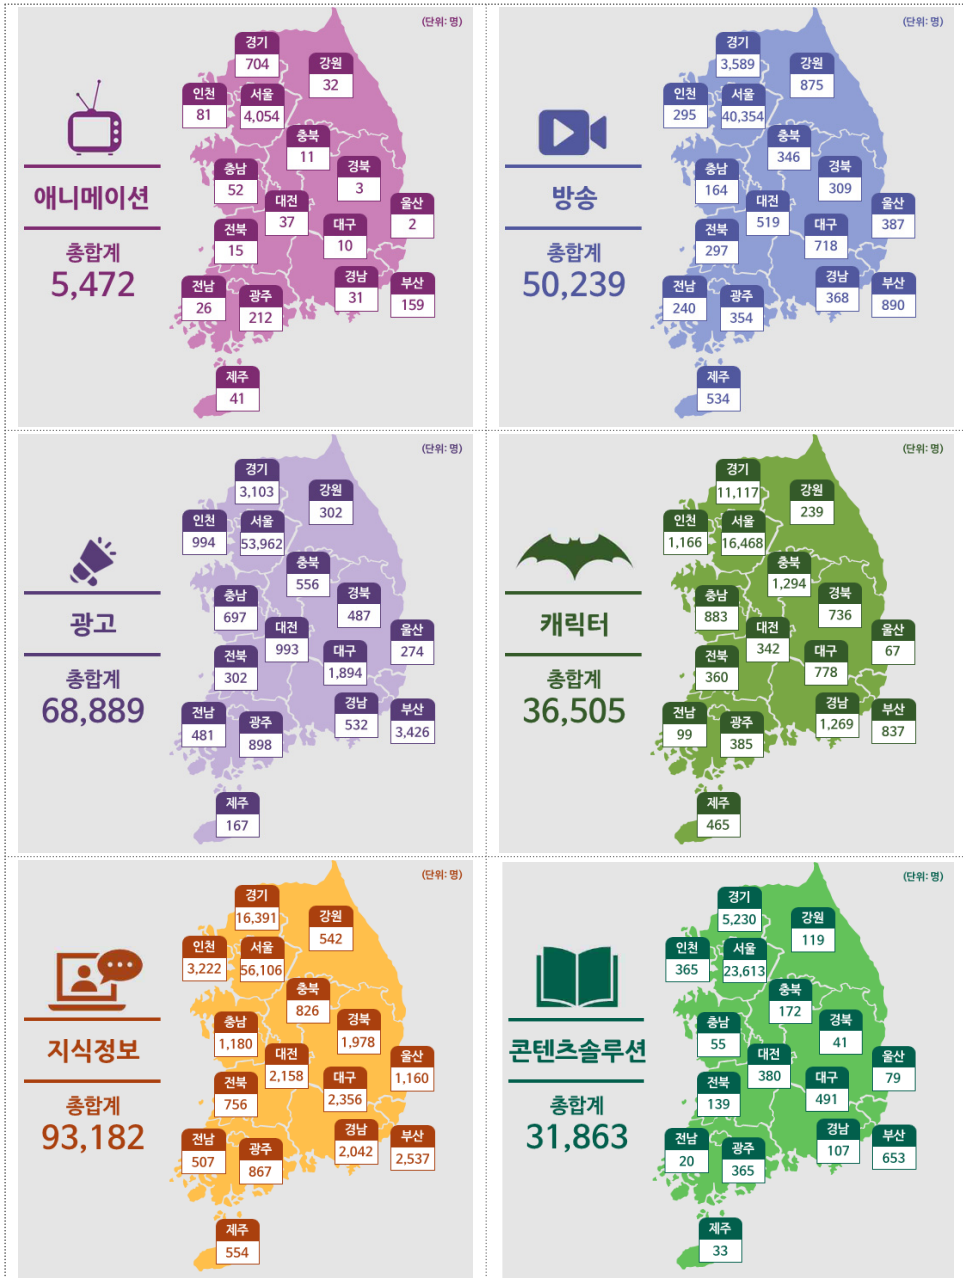 (단위: 명)
애니메이션
총합계
5,472
경기
704
강원
32
인천
81
서울
4,054
충북
11
충남
52
경북
3
대전
37
울산
2
전북
15
대구
10
전남
26
광주
212
경남
31
부산
159
제주
41
(단위: 명)
방송
총합계
50,239
경기
3,589
강원
875
인천
295
서울
40,354
충북
346
충남
164
경북
309
대전
519
울산
387
전북
297
대구
718
전남
240
광주
354
경남
368
부산
890
제주
534
(단위: 명)
광고
총합계
68,889
경기
3,103
강원
302
인천
994
서울
53,962
충북
556
충남
697
경북
487
대전
993
울산
274
전북
302
대구
1,894
전남
481
광주
898
경남
532
부산
3,426
제주
167
(단위: 명)
캐릭터
총합계
36,505
경기
11,117
강원
239
인천
1,166
서울
16,468
충북
1,294
충남
883
경북
736
대전
342
울산
67
전북
360
대구
778
전남
99
광주
385
경남
1,269
부산
837
제주
465
(단위: 명)
지식정보
총합계
93,182
경기
16,391
강원
542
인천
3,222
서울
56,106
충북
826
충남
1,180
경북
1,978
대전
2,158
울산
1,160
전북
756
대구
2,356
전남
507
광주
867
경남
2,042
부산
2,537
제주
554
(단위: 명)
콘텐츠솔루션
총합계
31,863
경기
5,230
강원
119
인천
365
서울
23,613
충북
172
충남
55
경북
41
대전
380
울산
79
전북
139
대구
491
전남
20
광주
365
경남
107
부산
653
제주
33